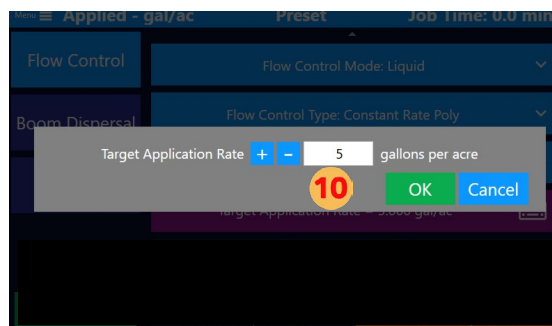 Menu ☰ Applied - gal/ac Preset Job Time: 0.0 min
Flow Control
Flow Control Mode: Liquid
Flow Control Type: Constant Rate Poly
Boom Dispersal
Target Application Rate + - 5 gallons per acre
10 OK Cancel
Target Application Rate = 5.000 gal/ac